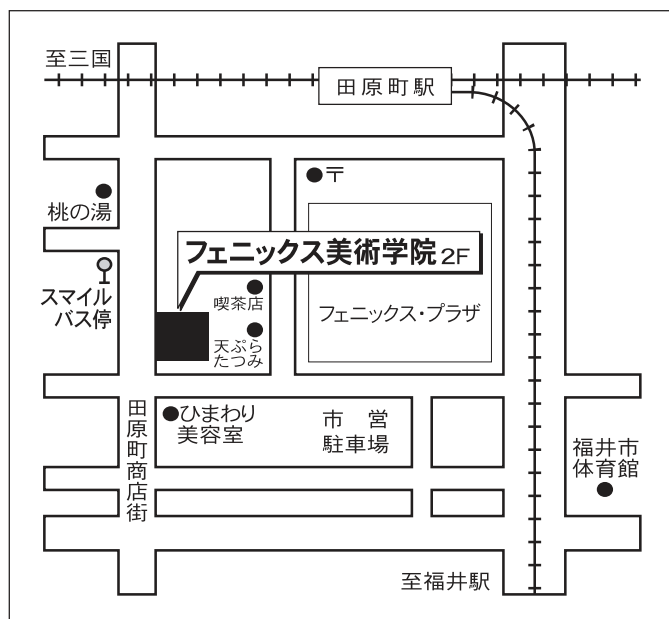 至三国
田原町駅
〒
桃の湯
フェニックス美術学院 2F
スマイル
バス停
喫茶店
フェニックス・プラザ
天ぷら
たつみ
田原町商店街
ひまわり
美容室
市営
駐車場
福井市
体育館
至福井駅